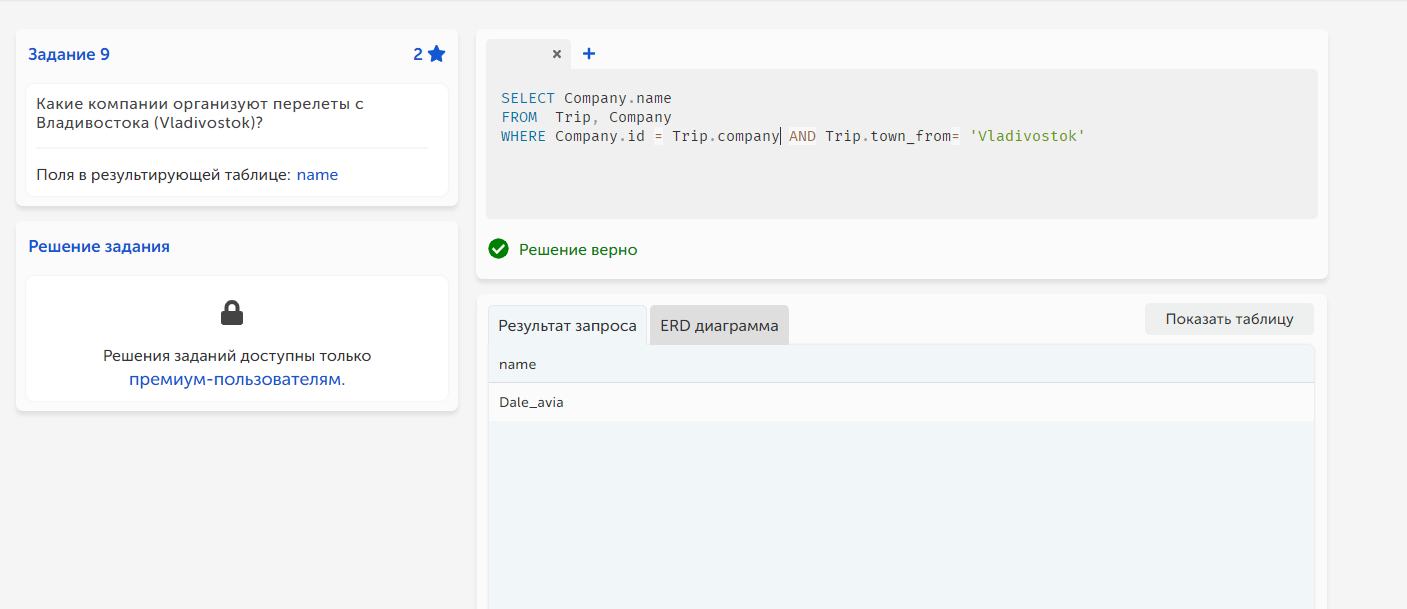 Задание 9
2
Какие компании организуют перелеты с
Владивостока (Vladivostok)?
Поля в результирующей таблице: name
Решение задания
Решения заданий доступны только
премиум-пользователям.
SELECT Company.name
FROM  Trip, Company
WHERE Company.id = Trip.company AND Trip.town_from= 'Vladivostok'
Решение верно
Результат запроса
ERD диаграмма
Показать таблицу
name
Dale_avia